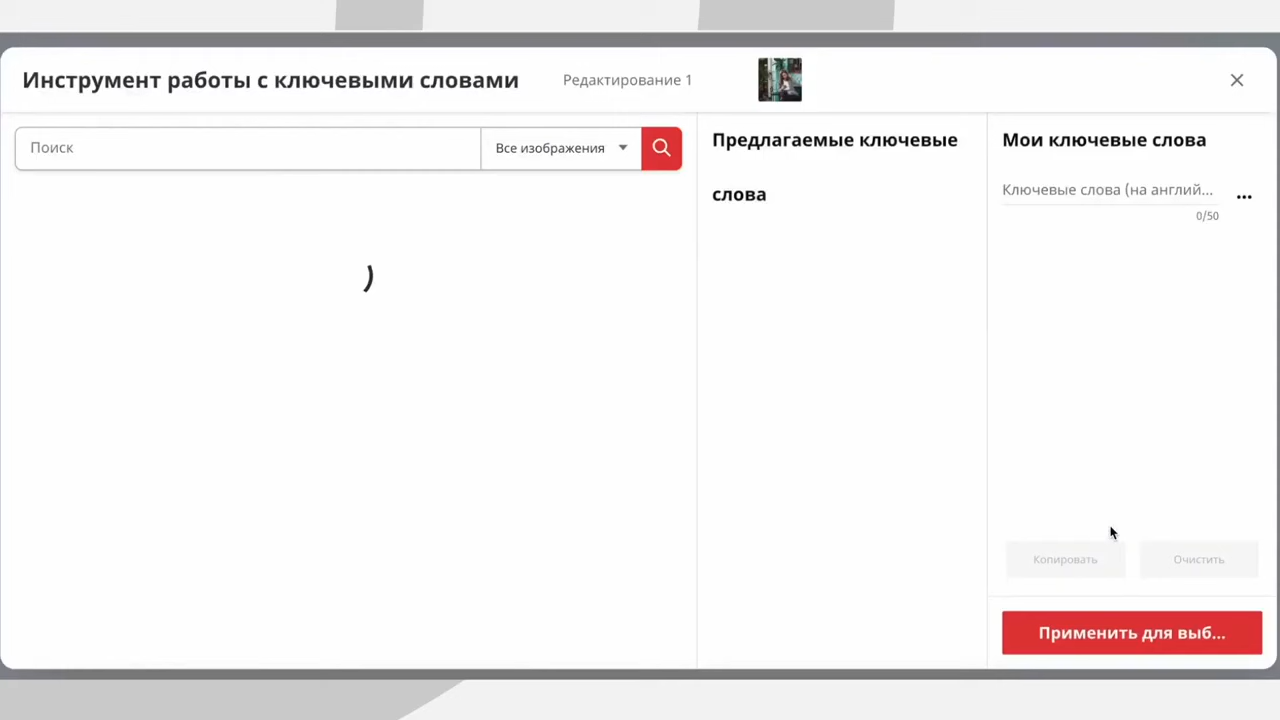 Инструмент работы с ключевыми словами
Редактирование 1
Поиск
Все изображения
Предлагаемые ключевые
слова
Мои ключевые слова
Ключевые слова (на англий...
0/50
Копировать
Очистить
Применить для выб...